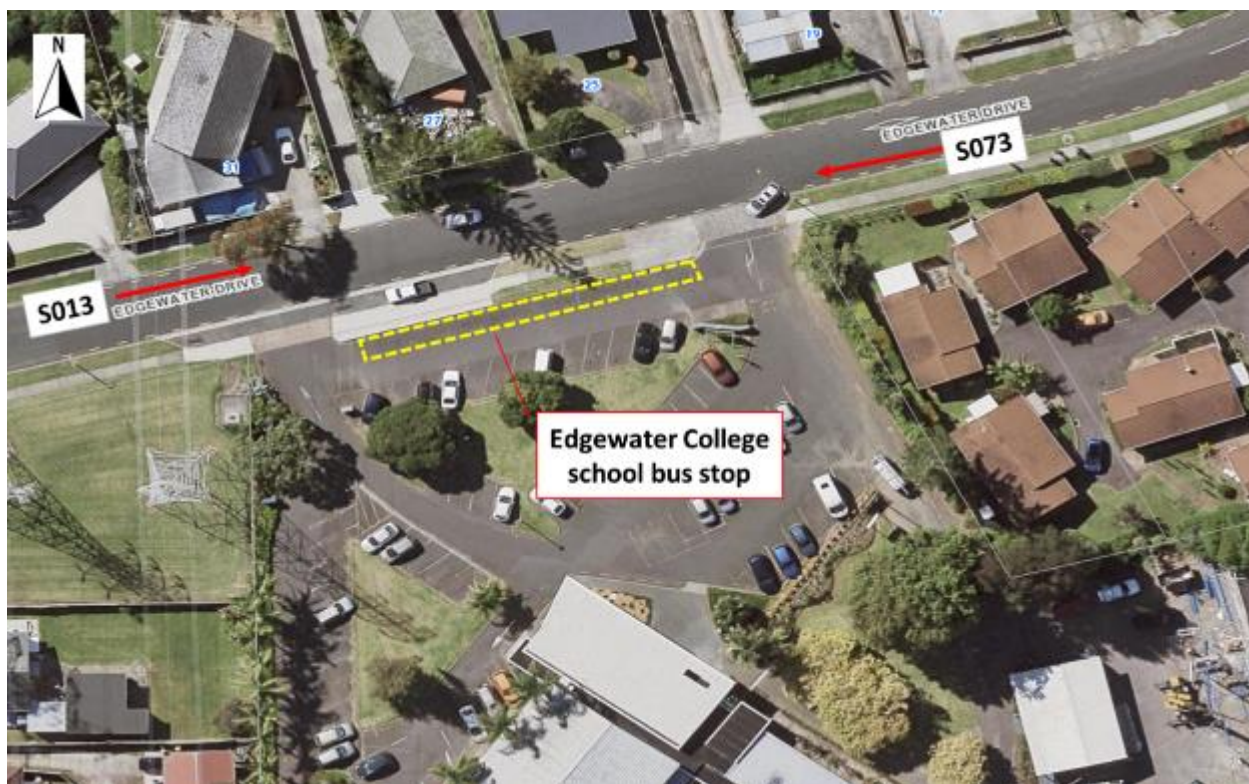 N
19
25
27
31
EDGEWATER DRIVE
S073
S013
EDGEWATER DRIVE
Edgewater College
school bus stop